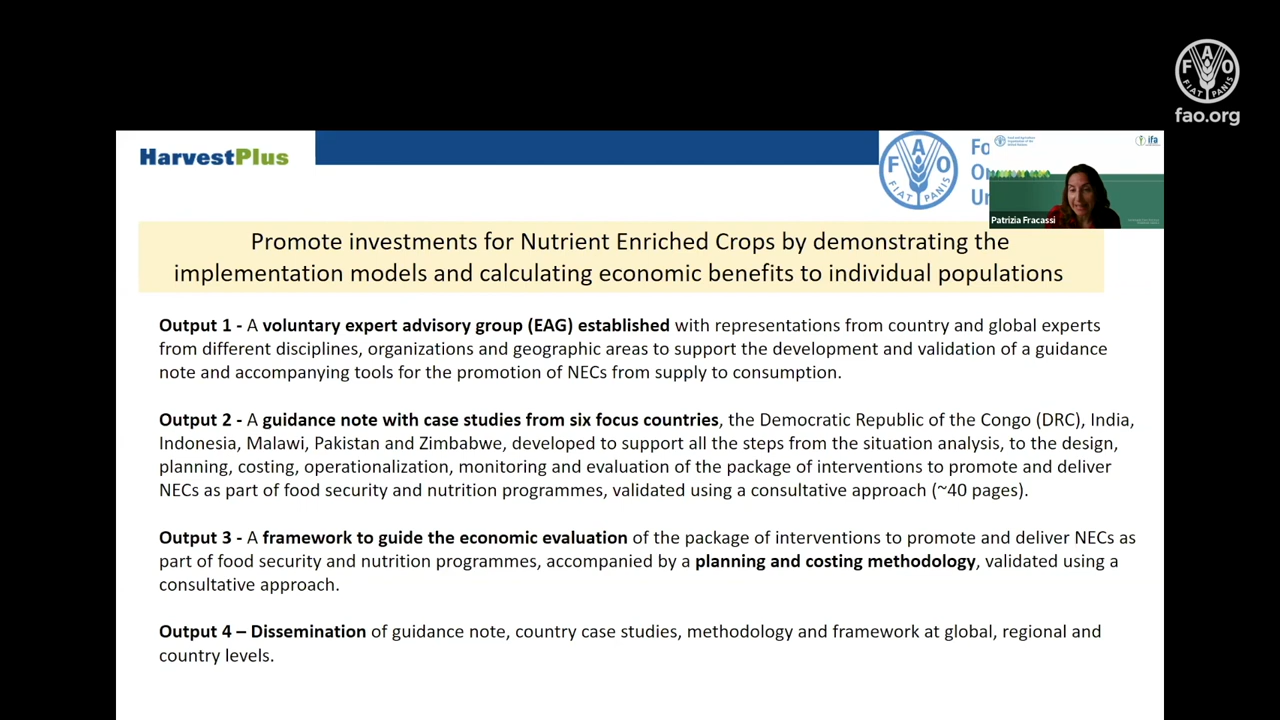 F A O
FIAT PANIS
fao.org
HarvestPlus
F A O
FIAT PANIS
ifa
Patrizia Fracassi
Promote investments for Nutrient Enriched Crops by demonstrating the
implementation models and calculating economic benefits to individual populations
Output 1 - A voluntary expert advisory group (EAG) established with representations from country and global experts
from different disciplines, organizations and geographic areas to support the development and validation of a guidance
note and accompanying tools for the promotion of NECs from supply to consumption.
Output 2 - A guidance note with case studies from six focus countries, the Democratic Republic of the Congo (DRC), India,
Indonesia, Malawi, Pakistan and Zimbabwe, developed to support all the steps from the situation analysis, to the design,
planning, costing, operationalization, monitoring and evaluation of the package of interventions to promote and deliver
NECs as part of food security and nutrition programmes, validated using a consultative approach (~40 pages).
Output 3 - A framework to guide the economic evaluation of the package of interventions to promote and deliver NECs as
part of food security and nutrition programmes, accompanied by a planning and costing methodology, validated using a
consultative approach.
Output 4 – Dissemination of guidance note, country case studies, methodology and framework at global, regional and
country levels.